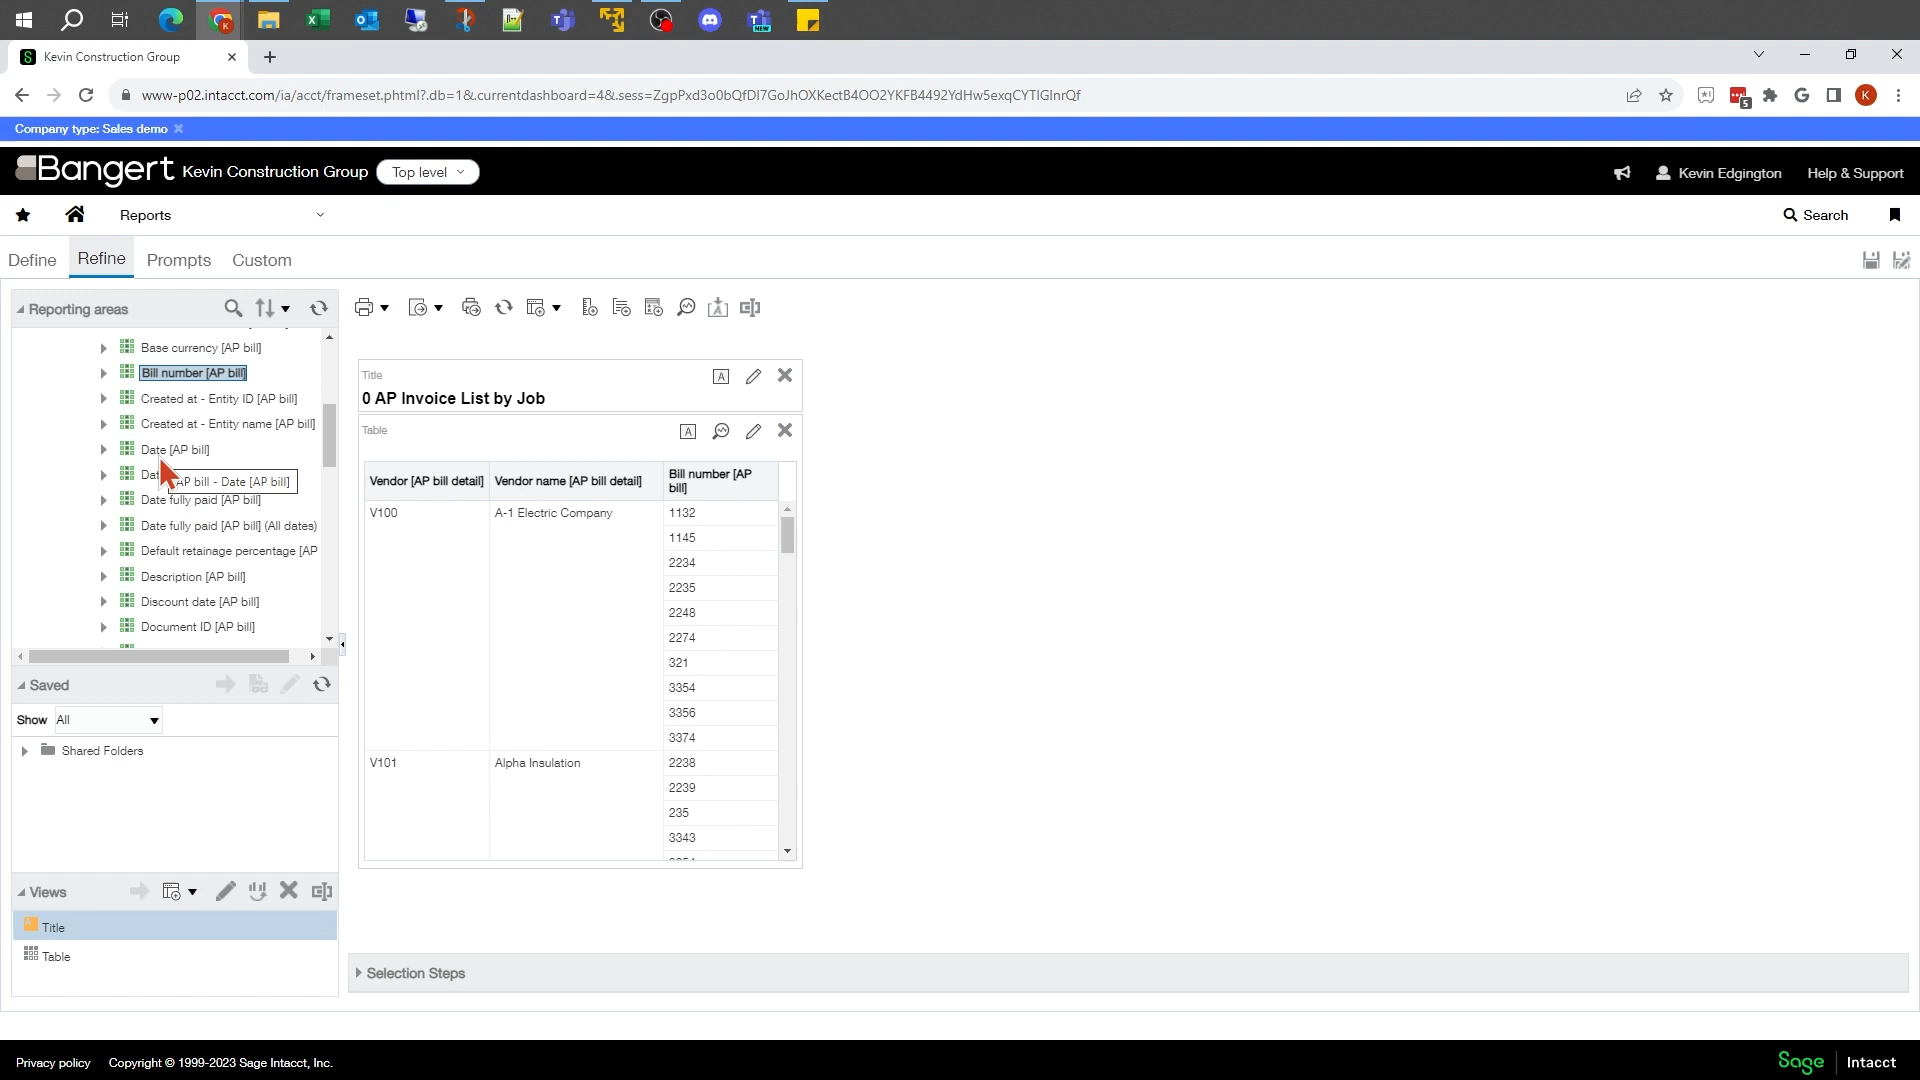 Kevin Construction Group
www-p02.intacct.com/ia/acct/frameset.phtml?.db=1&.currentdashboard=4&.sess=ZgpPxd3o0bQfDI7GoJhOXKectB4OO2YKFB4492YdHw5exqCYTlGlnrQf
5
K
Company type: Sales demo
Bangert Kevin Construction Group Top level
Kevin Edgington Help & Support
Reports
Search
Define Refine Prompts Custom
Reporting areas
Base currency [AP bill]
Bill number [AP bill]
Created at - Entity ID [AP bill]
Created at - Entity name [AP bill]
Date [AP bill]
AP bill - Date [AP bill]
Date fully paid [AP bill]
Date fully paid [AP bill] (All dates)
Default retainage percentage [AP
Description [AP bill]
Discount date [AP bill]
Document ID [AP bill]
Saved
Show All
Shared Folders
Views
Title
Table
Title
0 AP Invoice List by Job
Table
Vendor [AP bill detail] Vendor name [AP bill detail] Bill number [AP bill]
V100 A-1 Electric Company 1132
1145
2234
2235
2248
2274
321
3354
3356
3374
V101 Alpha Insulation 2238
2239
235
3343
Selection Steps
Privacy policy Copyright © 1999-2023 Sage Intacct, Inc.
Sage Intacct